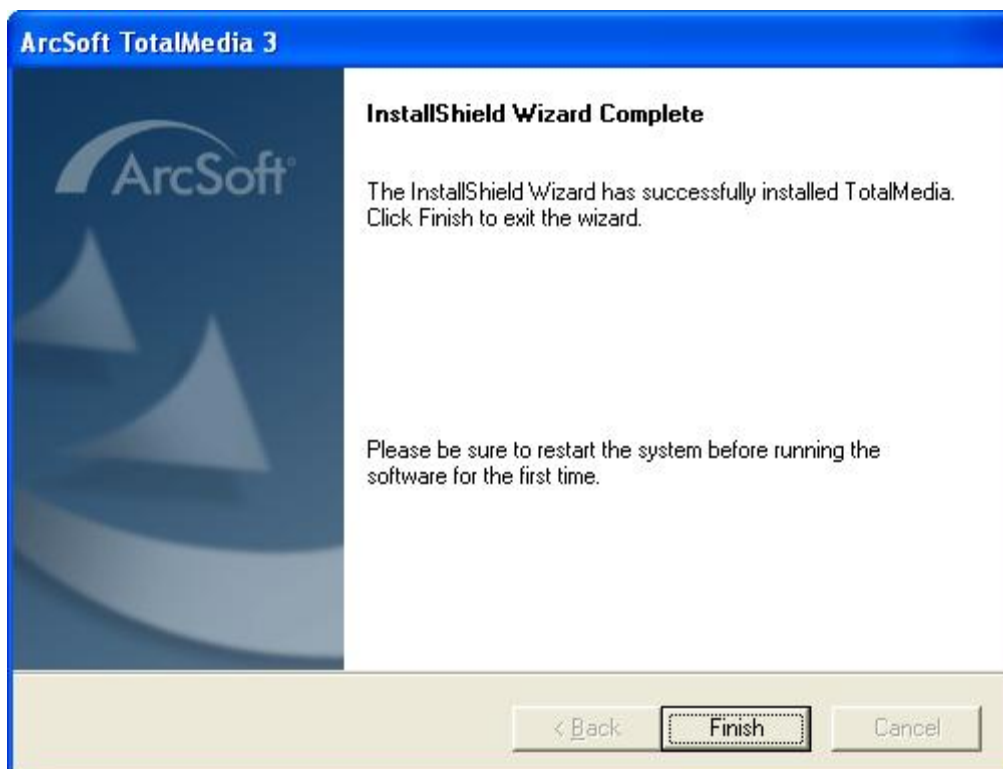 ArcSoft TotalMedia 3
ArcSoft
InstallShield Wizard Complete
The InstallShield Wizard has successfully installed TotalMedia.
Click Finish to exit the wizard.
Please be sure to restart the system before running the
software for the first time.
< Back
Finish
Cancel